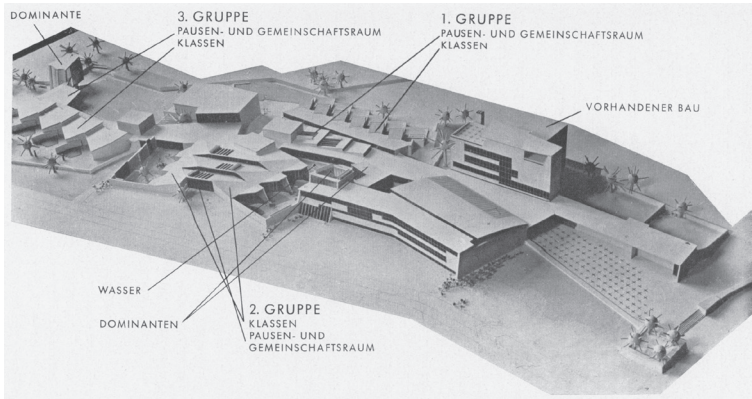 DOMINANTE
3. GRUPPE
PAUSEN- UND GEMEINSCHAFTSRAUM
KLASSEN
1. GRUPPE
PAUSEN- UND GEMEINSCHAFTSRAUM
KLASSEN
VORHANDENER BAU
WASSER
DOMINANTEN
2. GRUPPE
KLASSEN
PAUSEN- UND
GEMEINSCHAFTSRAUM